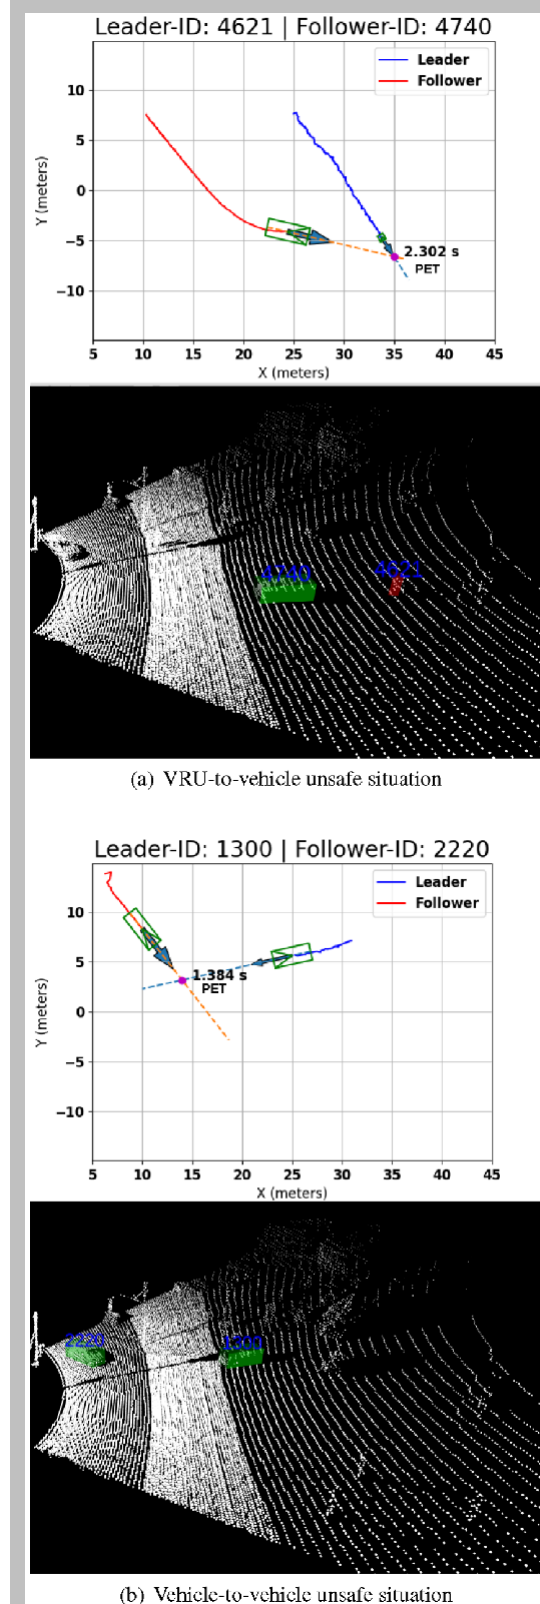 Leader-ID: 4621 | Follower-ID: 4740
Leader
Follower
10
5
0
−5
−10
Y (meters)
2.302 s
PET
5 10 15 20 25 30 35 40 45
X (meters)
4740
4621
(a) VRU-to-vehicle unsafe situation
Leader-ID: 1300 | Follower-ID: 2220
Leader
Follower
10
5
0
−5
−10
Y (meters)
1.384 s
PET
5 10 15 20 25 30 35 40 45
X (meters)
2220
1300
(b) Vehicle-to-vehicle unsafe situation